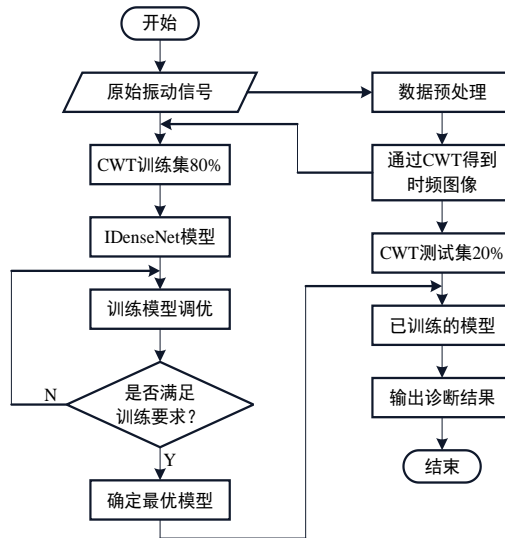 开始
原始振动信号
CWT训练集80%
IDenseNet模型
训练模型调优
是否满足
训练要求？
N
Y
确定最优模型
数据预处理
通过CWT得到
时频图像
CWT测试集20%
已训练的模型
输出诊断结果
结束